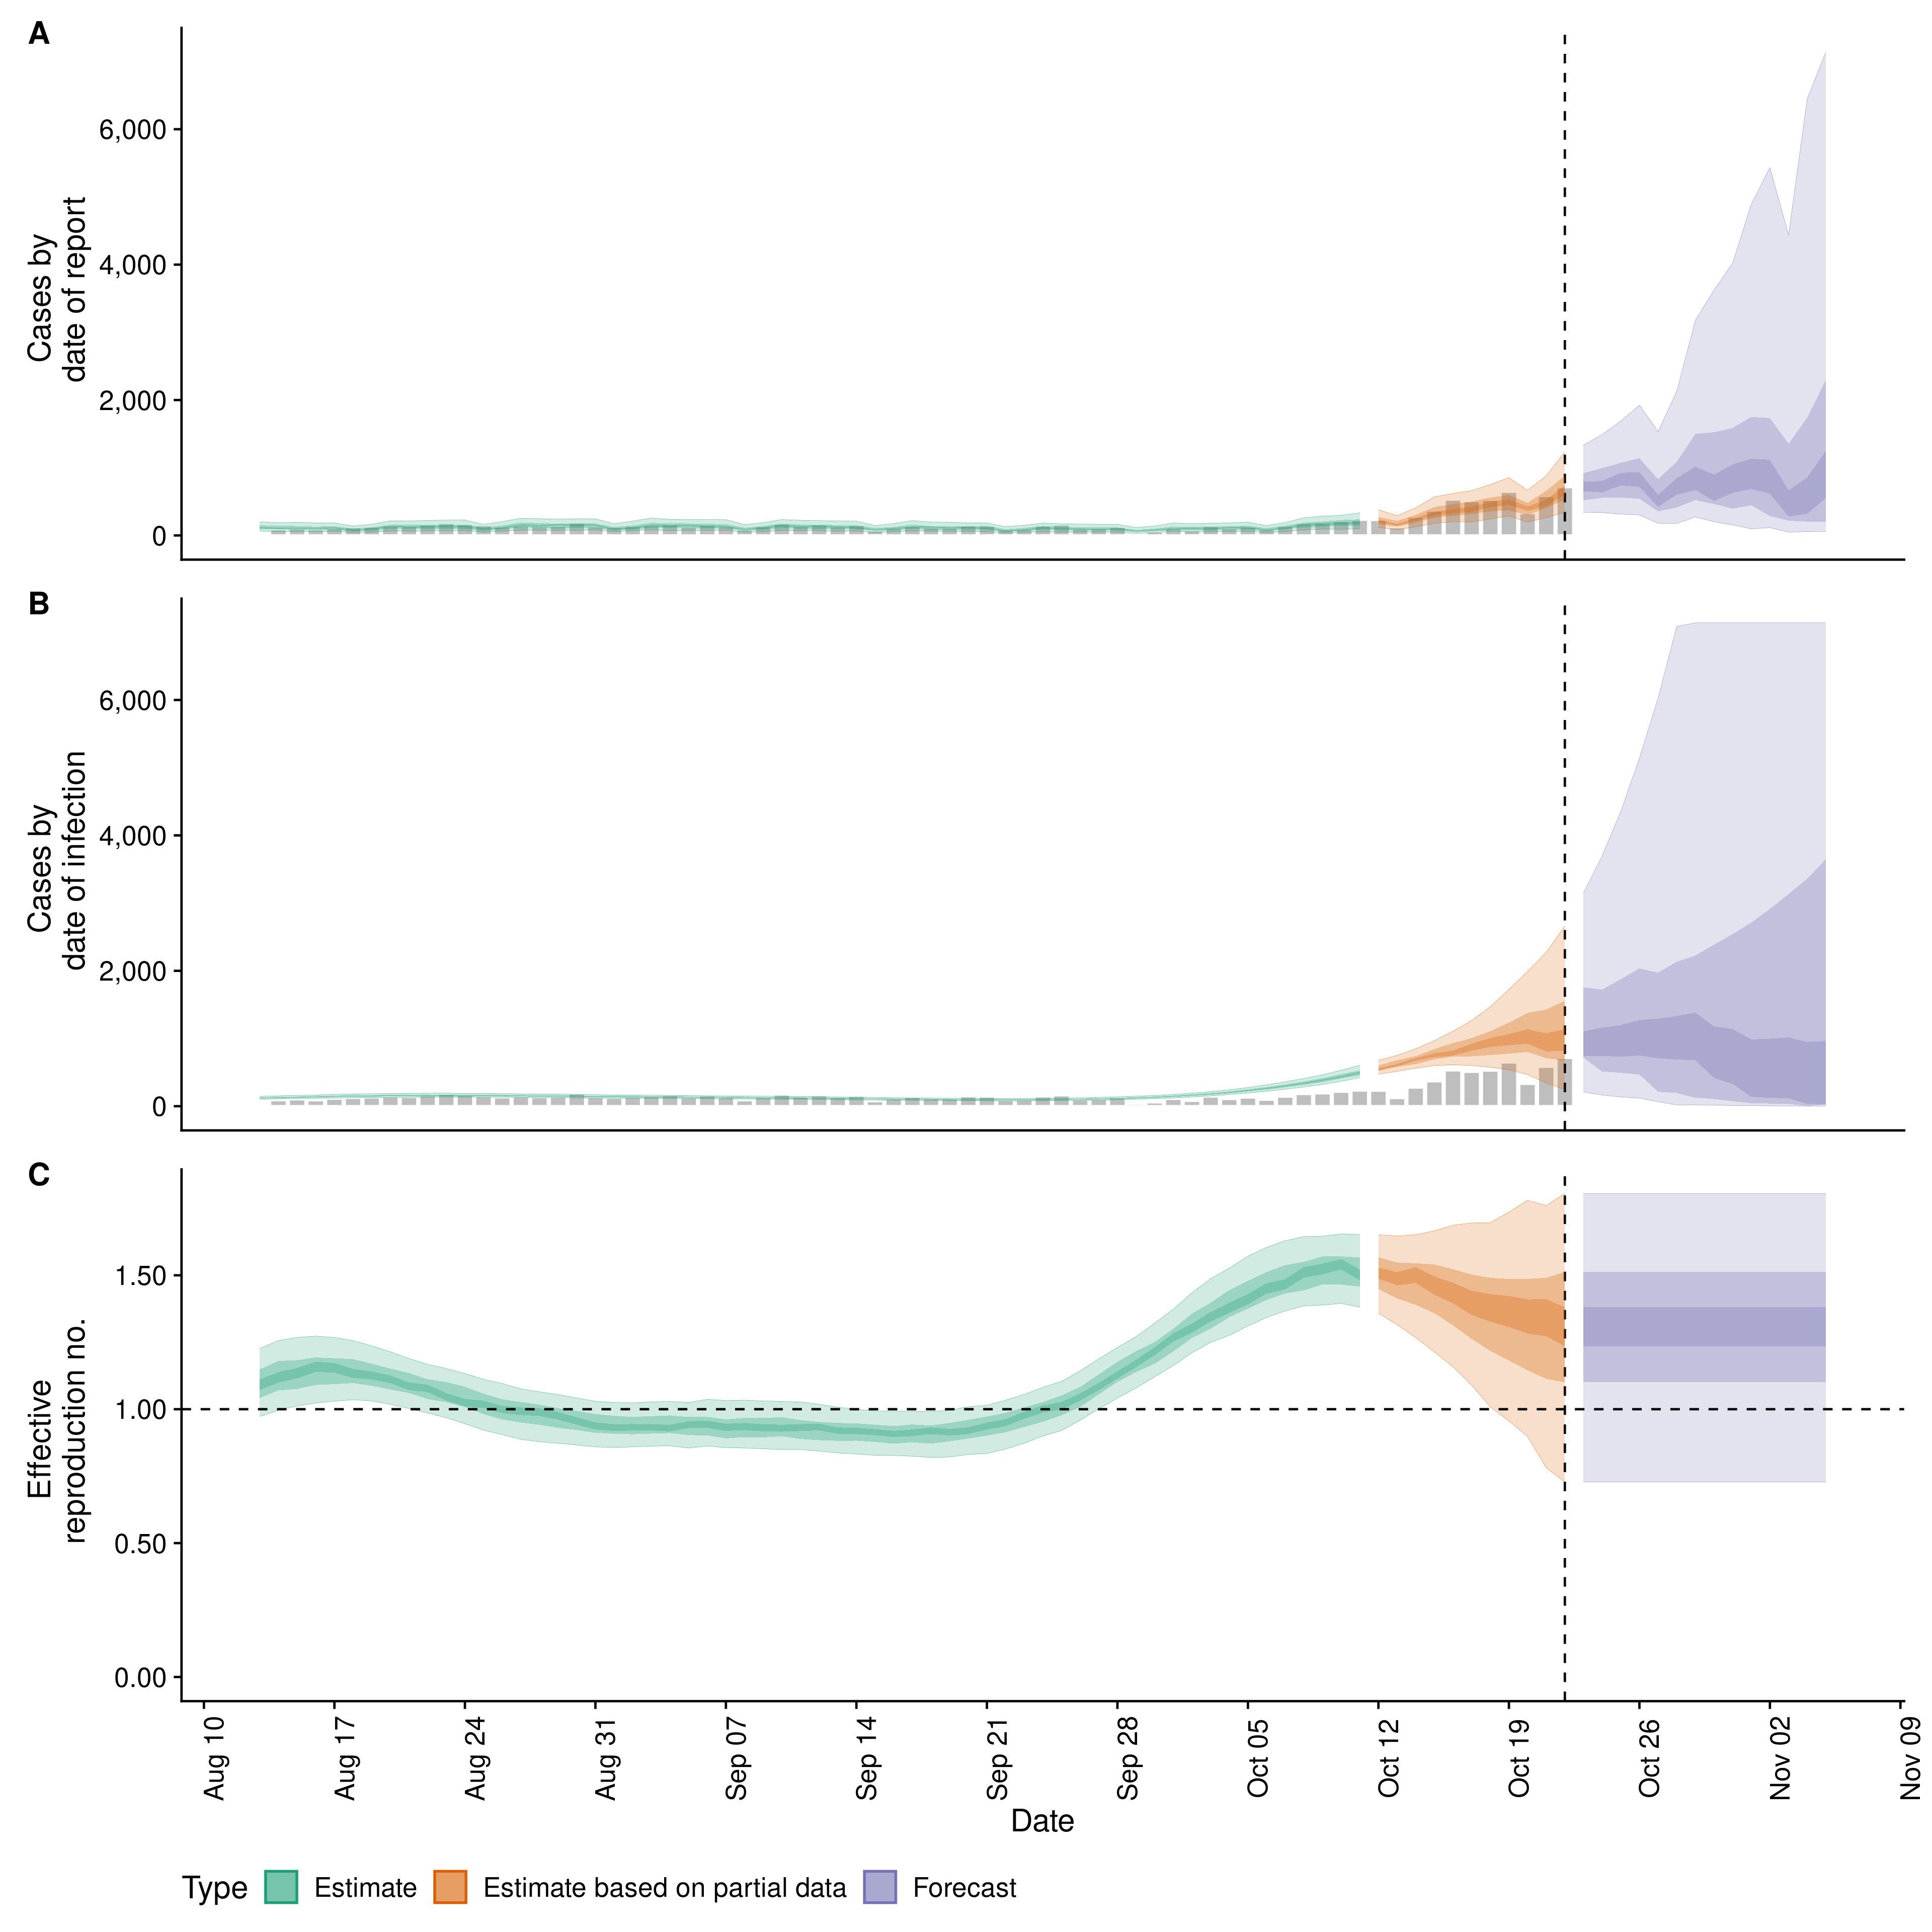 A
Cases by
date of report
6,000
4,000
2,000
0
B
Cases by
date of infection
6,000
4,000
2,000
0
C
Effective
reproduction no.
1.50
1.00
0.50
0.00
Aug 10
Aug 17
Aug 24
Aug 31
Sep 07
Sep 14
Sep 21
Sep 28
Oct 05
Oct 12
Oct 19
Oct 26
Nov 02
Nov 09
Date
Type Estimate Estimate based on partial data Forecast